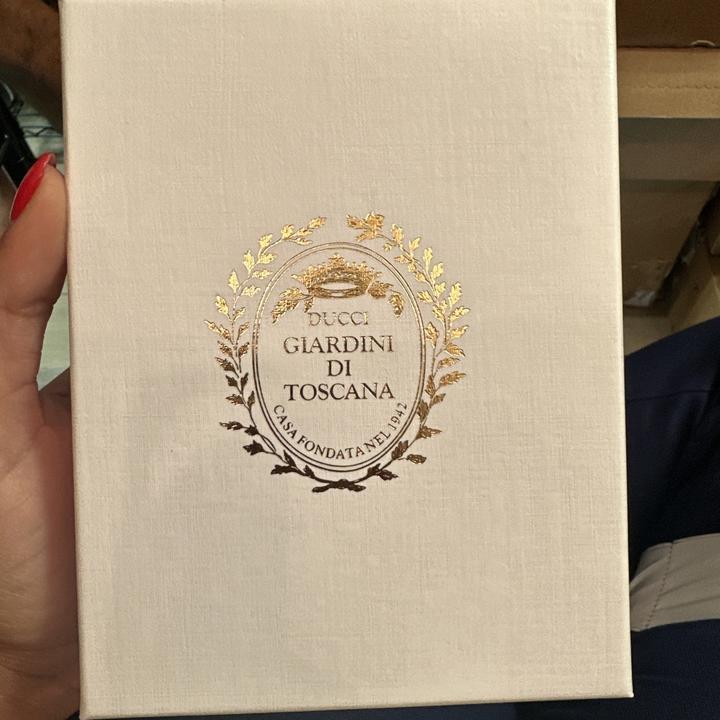 DUCCI
GIARDINI
DI
TOSCANA
CASA FONDATA NEL 1942